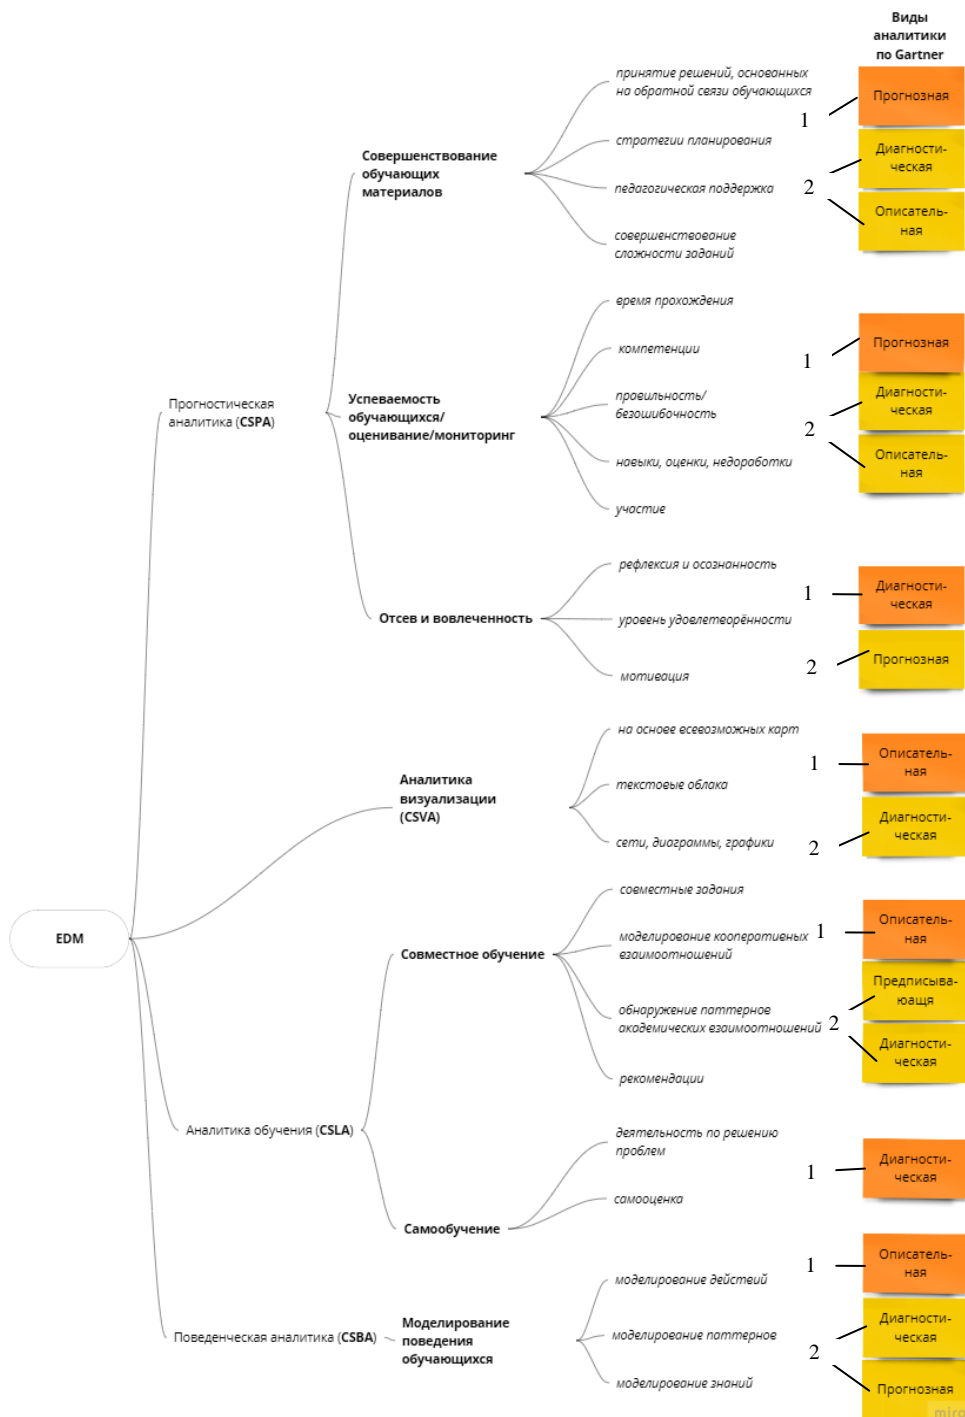 Виды
аналитики
по Gartner
принятие решений, основанных
на обратной связи обучающихся
1
Прогнозная
Совершенствование
обучающих
материалов
стратегии планирования
Диагности-
ческая
педагогическая поддержка
2
Описатель-
ная
совершенствование
сложности заданий
время прохождения
Прогнозная
компетенции
1
Прогностическая
аналитика (CSPA)
Успеваемость
обучающихся/
оценивание/мониторинг
правильность/
безошибочность
Диагности-
ческая
2
Описатель-
ная
навыки, оценки, недоработки
участие
рефлексия и осознанность
1
Диагности-
ческая
Отсев и вовлеченность
уровень удовлетворённости
2
Прогнозная
мотивация
на основе всевозможных карт
1
Описатель-
ная
Аналитика
визуализации
(CSVA)
текстовые облака
сети, диаграммы, графики
2
Диагности-
ческая
совместные задания
EDM
Совместное обучение
моделирование кооперативных
взаимоотношений
1
Описатель-
ная
Предписыва-
юащя
обнаружение паттернов
академических взаимоотношений
2
Диагности-
ческая
рекомендации
Аналитика обучения (CSLA)
деятельность по решению
проблем
1
Диагности-
ческая
самооценка
Самообучение
моделирование действий
1
Описатель-
ная
Поведенческая аналитика (CSBA)
Моделирование
поведения
обучающихся
моделирование паттернов
2
Диагности-
ческая
моделирование знаний
Прогнозная
miro